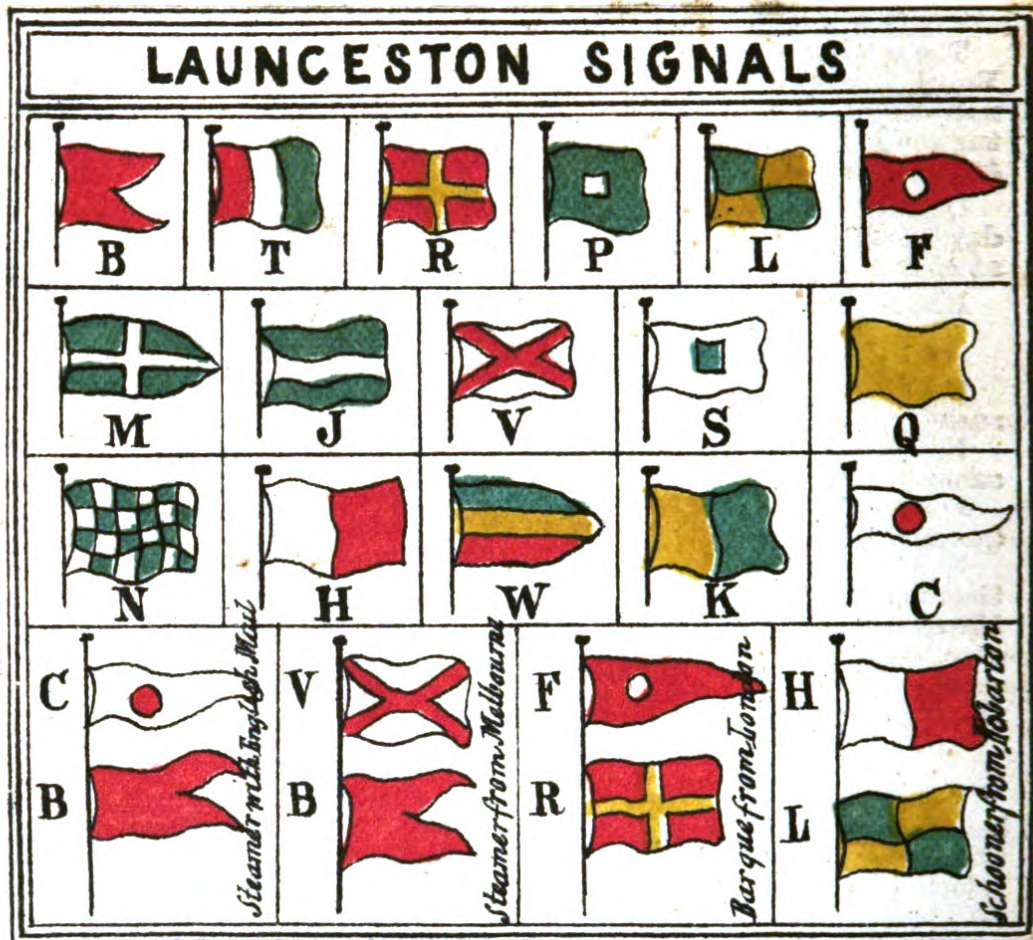 LAUNCESTON SIGNALS
B T R P L F
M J V S Q
N H W K C
C B Steamer with English Mail
V B Steamer from Melbourne
F R Barque from London
H L Schooner from Hobarton